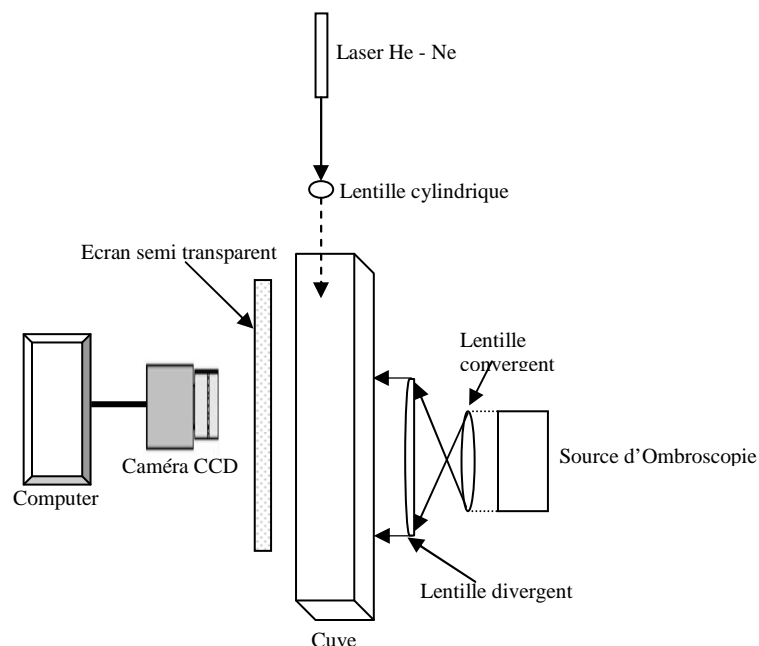 Laser He - Ne
Lentille cylindrique
Ecran semi transparent
Lentille
convergent
Source d'Ombroscopie
Caméra CCD
Computer
Lentille divergent
Cuve